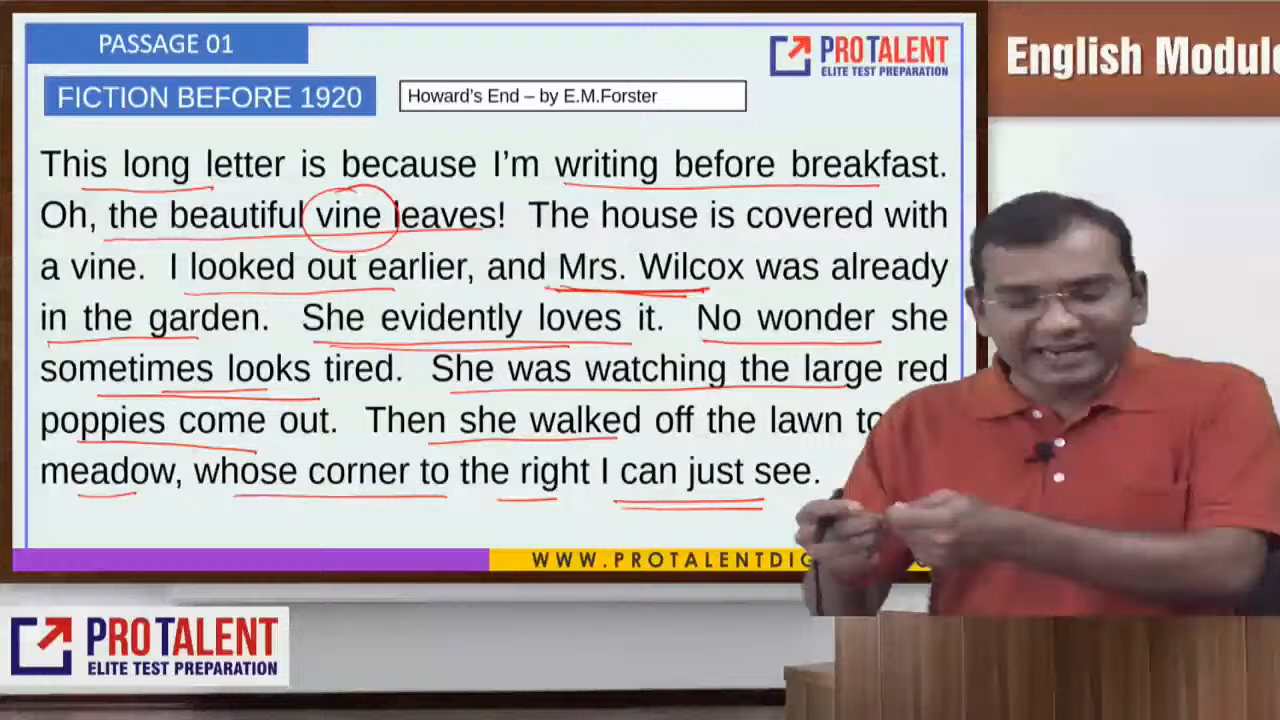 PASSAGE 01
PROTALENT
ELITE TEST PREPARATION
English Module
FICTION BEFORE 1920
Howard's End – by E.M.Forster
This long letter is because I'm writing before breakfast.
Oh, the beautiful vine leaves! The house is covered with
a vine. I looked out earlier, and Mrs. Wilcox was already
in the garden. She evidently loves it. No wonder she
sometimes looks tired. She was watching the large red
poppies come out. Then she walked off the lawn
meadow, whose corner to the right I can just see.
WWW.PROTALENTDIG
PROTALENT
ELITE TEST PREPARATION